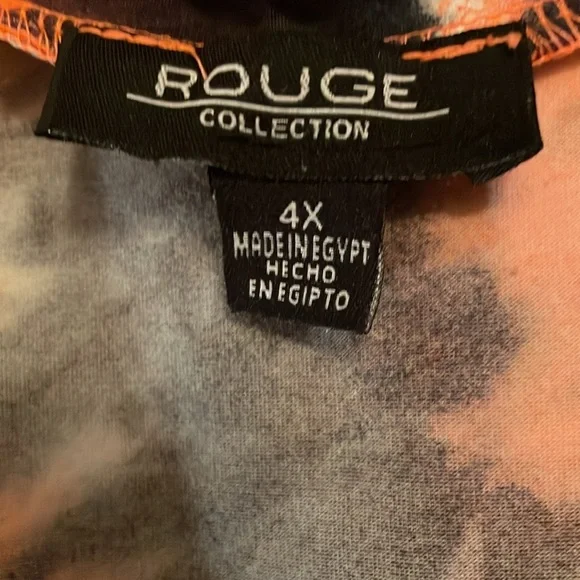 ROUGE
COLLECTION
4X
MADEINEGYPT
HECHO
ENEGIPTO